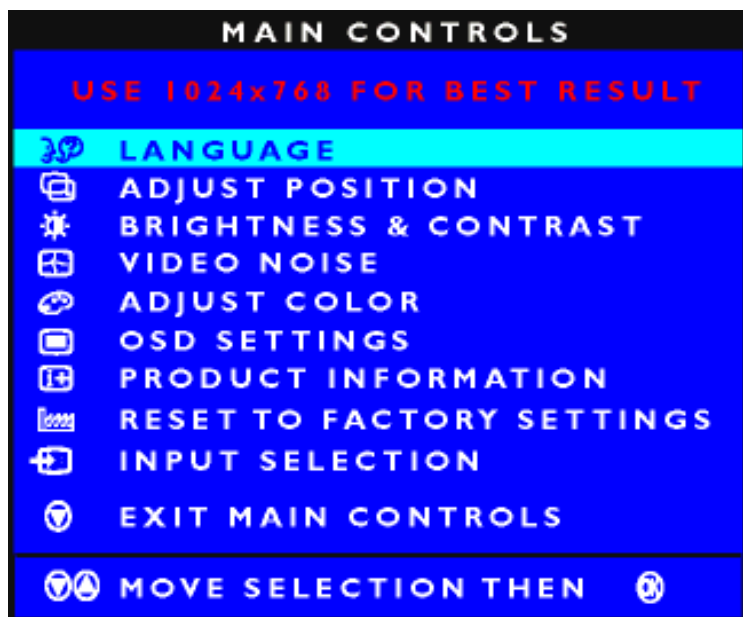 MAIN CONTROLS
USE 1024x768 FOR BEST RESULT
LANGUAGE
ADJUST POSITION
BRIGHTNESS & CONTRAST
VIDEO NOISE
ADJUST COLOR
OSD SETTINGS
PRODUCT INFORMATION
RESET TO FACTORY SETTINGS
INPUT SELECTION
EXIT MAIN CONTROLS
MOVE SELECTION THEN OK